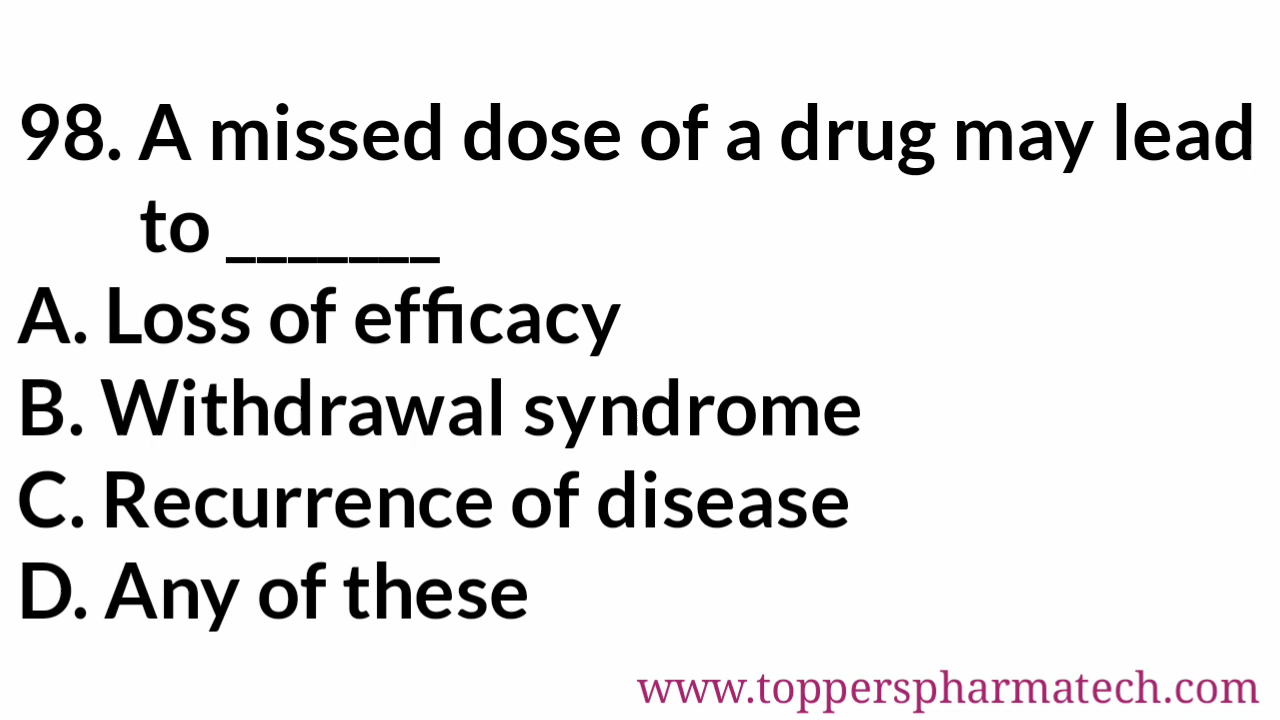 98. A missed dose of a drug may lead
to _______
A. Loss of efficacy
B. Withdrawal syndrome
C. Recurrence of disease
D. Any of these
www.topperspharmatech.com